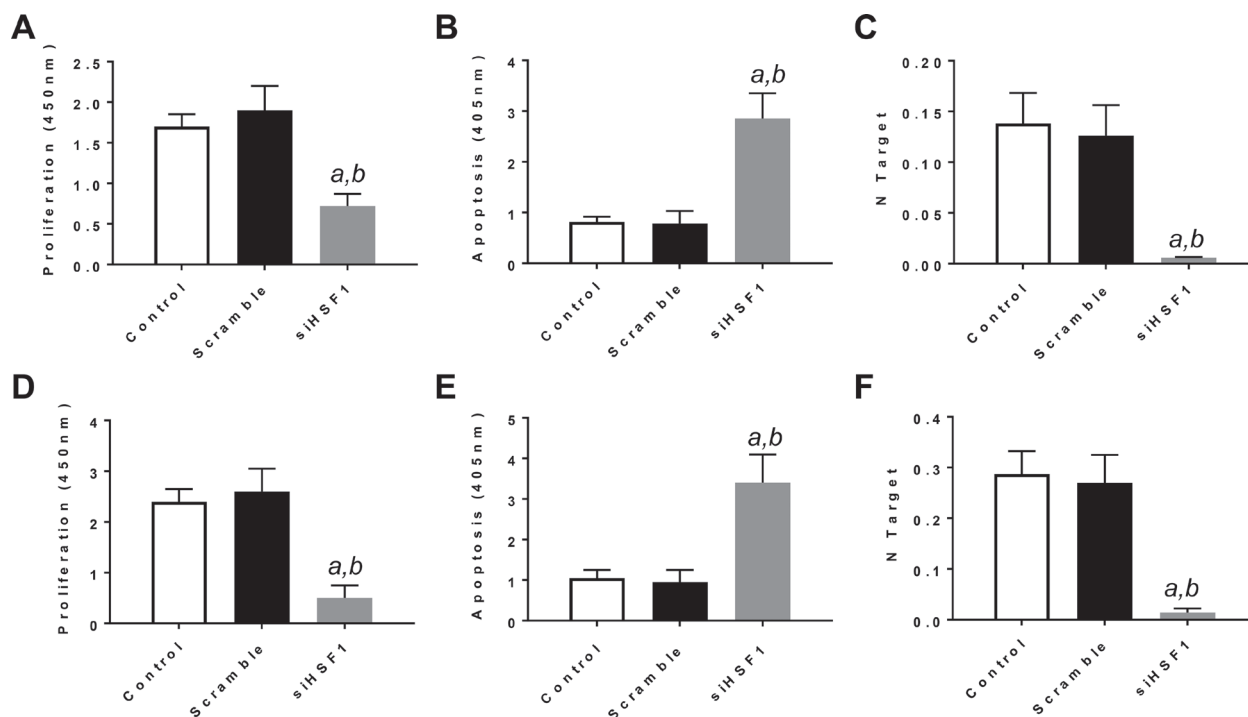 A
Proliferation (450nm)
2.5
2.0
1.5
1.0
0.5
0.0
a,b
Control
Scramble
siHSF1
B
Apoptosis (405nm)
4
3
2
1
0
a,b
Control
Scramble
siHSF1
C
N Target
0.20
0.15
0.10
0.05
0.00
a,b
Control
Scramble
siHSF1
D
Proliferation (450nm)
4
3
2
1
0
a,b
Control
Scramble
siHSF1
E
Apoptosis (405nm)
5
4
3
2
1
0
a,b
Control
Scramble
siHSF1
F
N Target
0.4
0.3
0.2
0.1
0.0
a,b
Control
Scramble
siHSF1